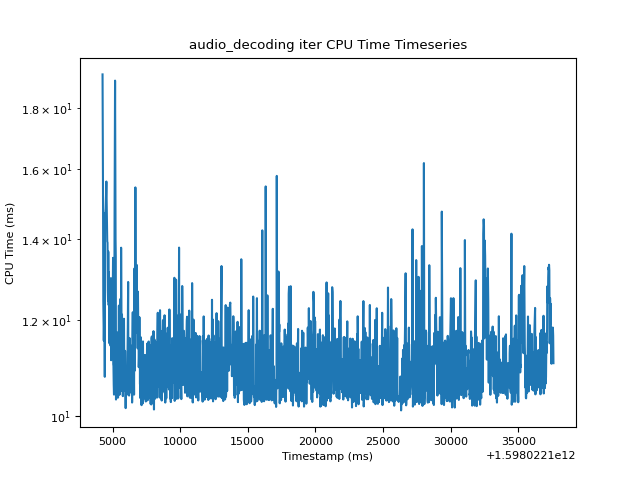 audio_decoding iter CPU Time Timeseries
CPU Time (ms)
1.8 × 10¹
1.6 × 10¹
1.4 × 10¹
1.2 × 10¹
10¹
5000 10000 15000 20000 25000 30000 35000
Timestamp (ms)
+1.5980221e12